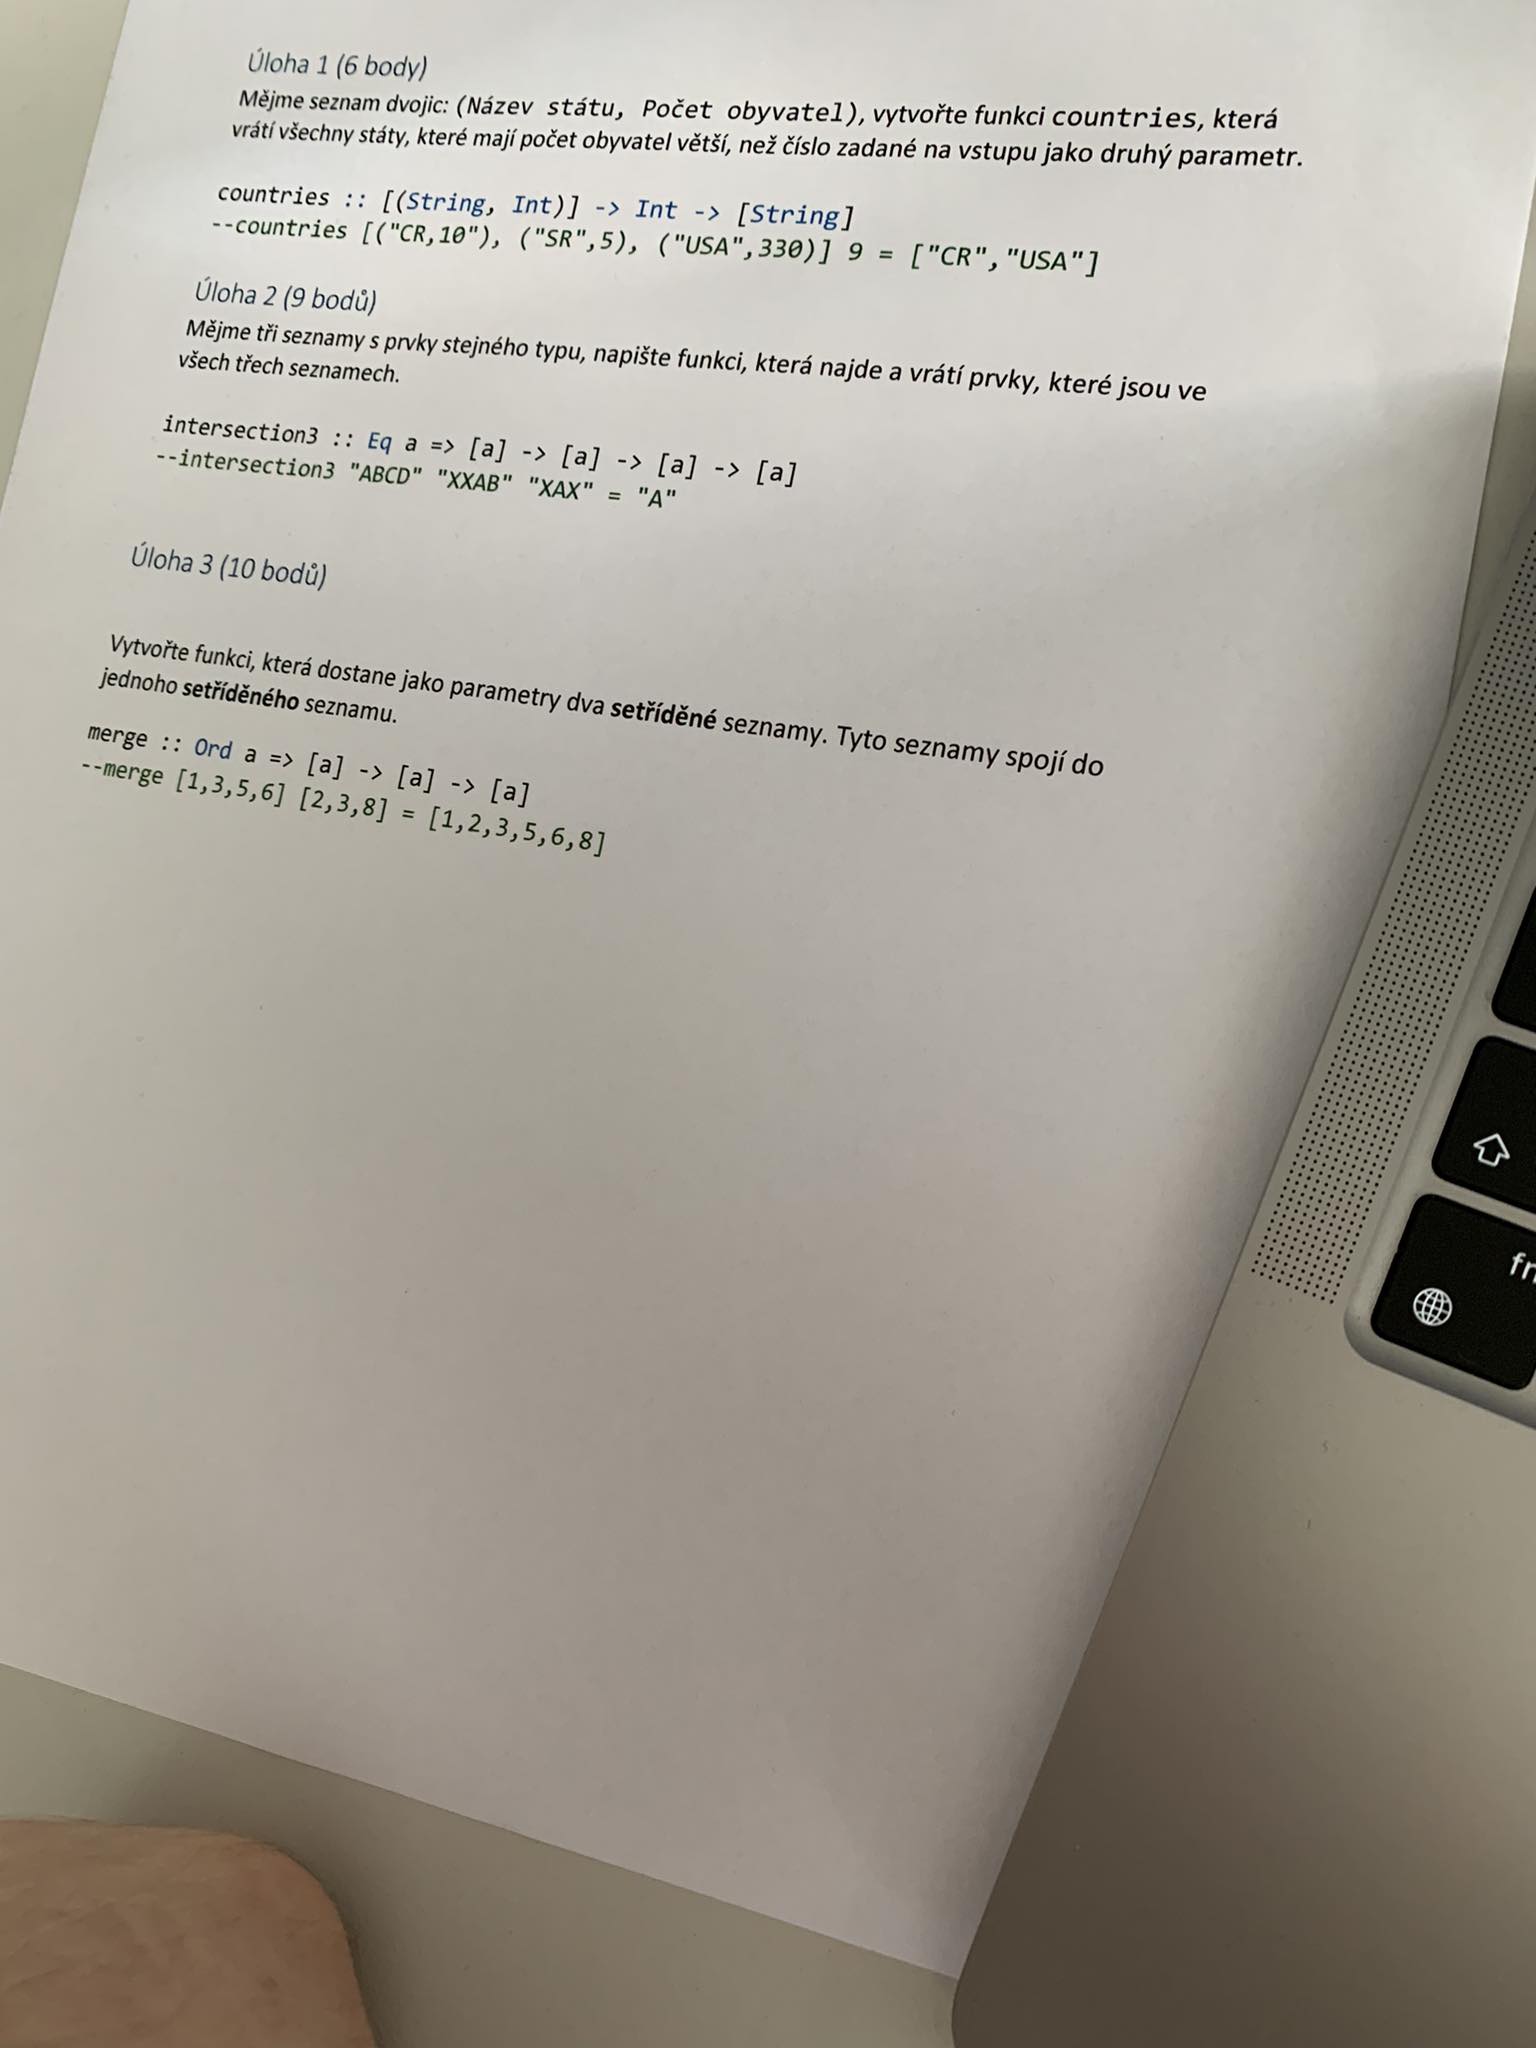 Úloha 1 (6 body)
Mějme seznam dvojic: (Název státu, Počet obyvatel), vytvořte funkci countries, která
vrátí všechny státy, které mají počet obyvatel větší, než číslo zadané na vstupu jako druhý parametr.
countries :: [(String, Int)] -> Int -> [String]
--countries [("CR,10"), ("SR",5), ("USA",330)] 9 = ["CR","USA"]
Úloha 2 (9 bodů)
Mějme tři seznamy s prvky stejného typu, napište funkci, která najde a vrátí prvky, které jsou ve
všech třech seznamech.
intersection3 :: Eq a => [a] -> [a] -> [a] -> [a]
--intersection3 "ABCD" "XXAB" "XAX" = "A"
Úloha 3 (10 bodů)
Vytvořte funkci, která dostane jako parametry dva setříděné seznamy. Tyto seznamy spojí do
jednoho setříděného seznamu.
merge :: Ord a => [a] -> [a] -> [a]
--merge [1,3,5,6] [2,3,8] = [1,2,3,5,6,8]